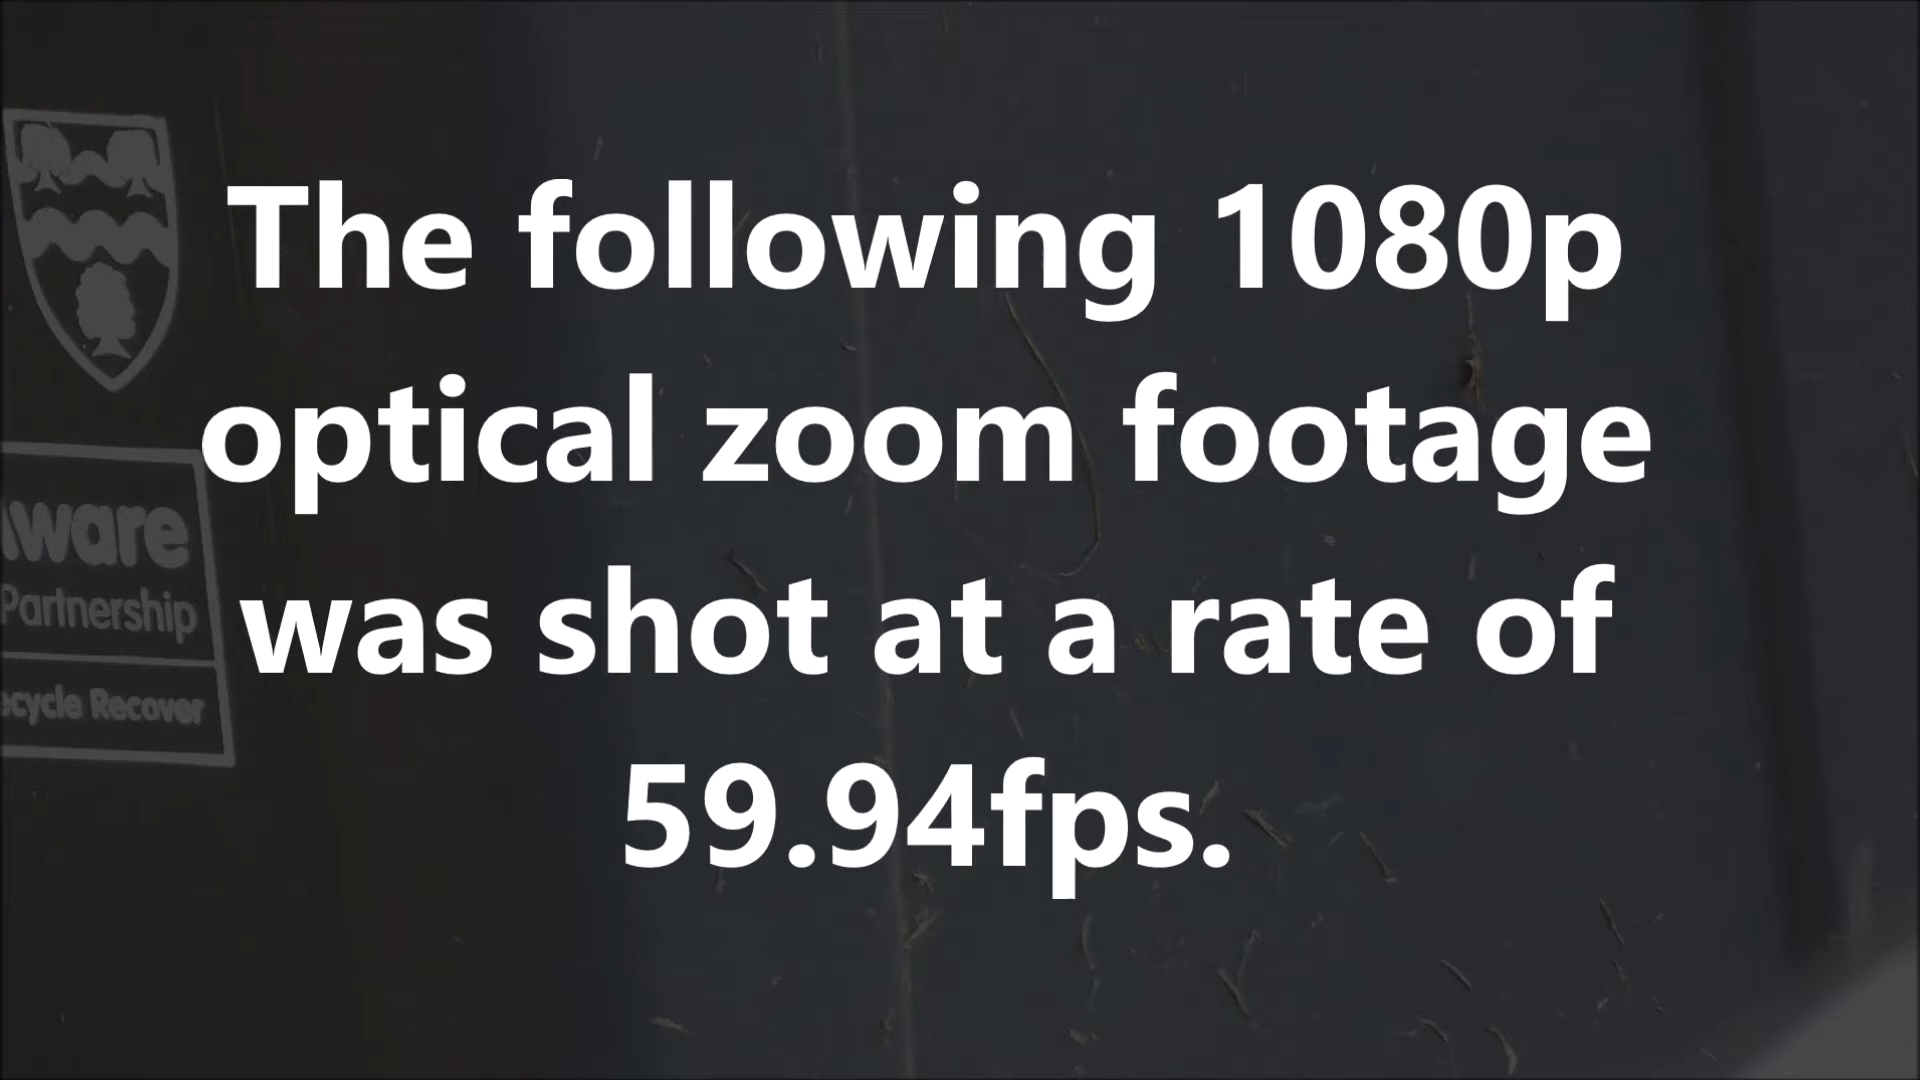 The following 1080p
optical zoom footage
was shot at a rate of
59.94fps.
ware
Partnership
ecycle Recover